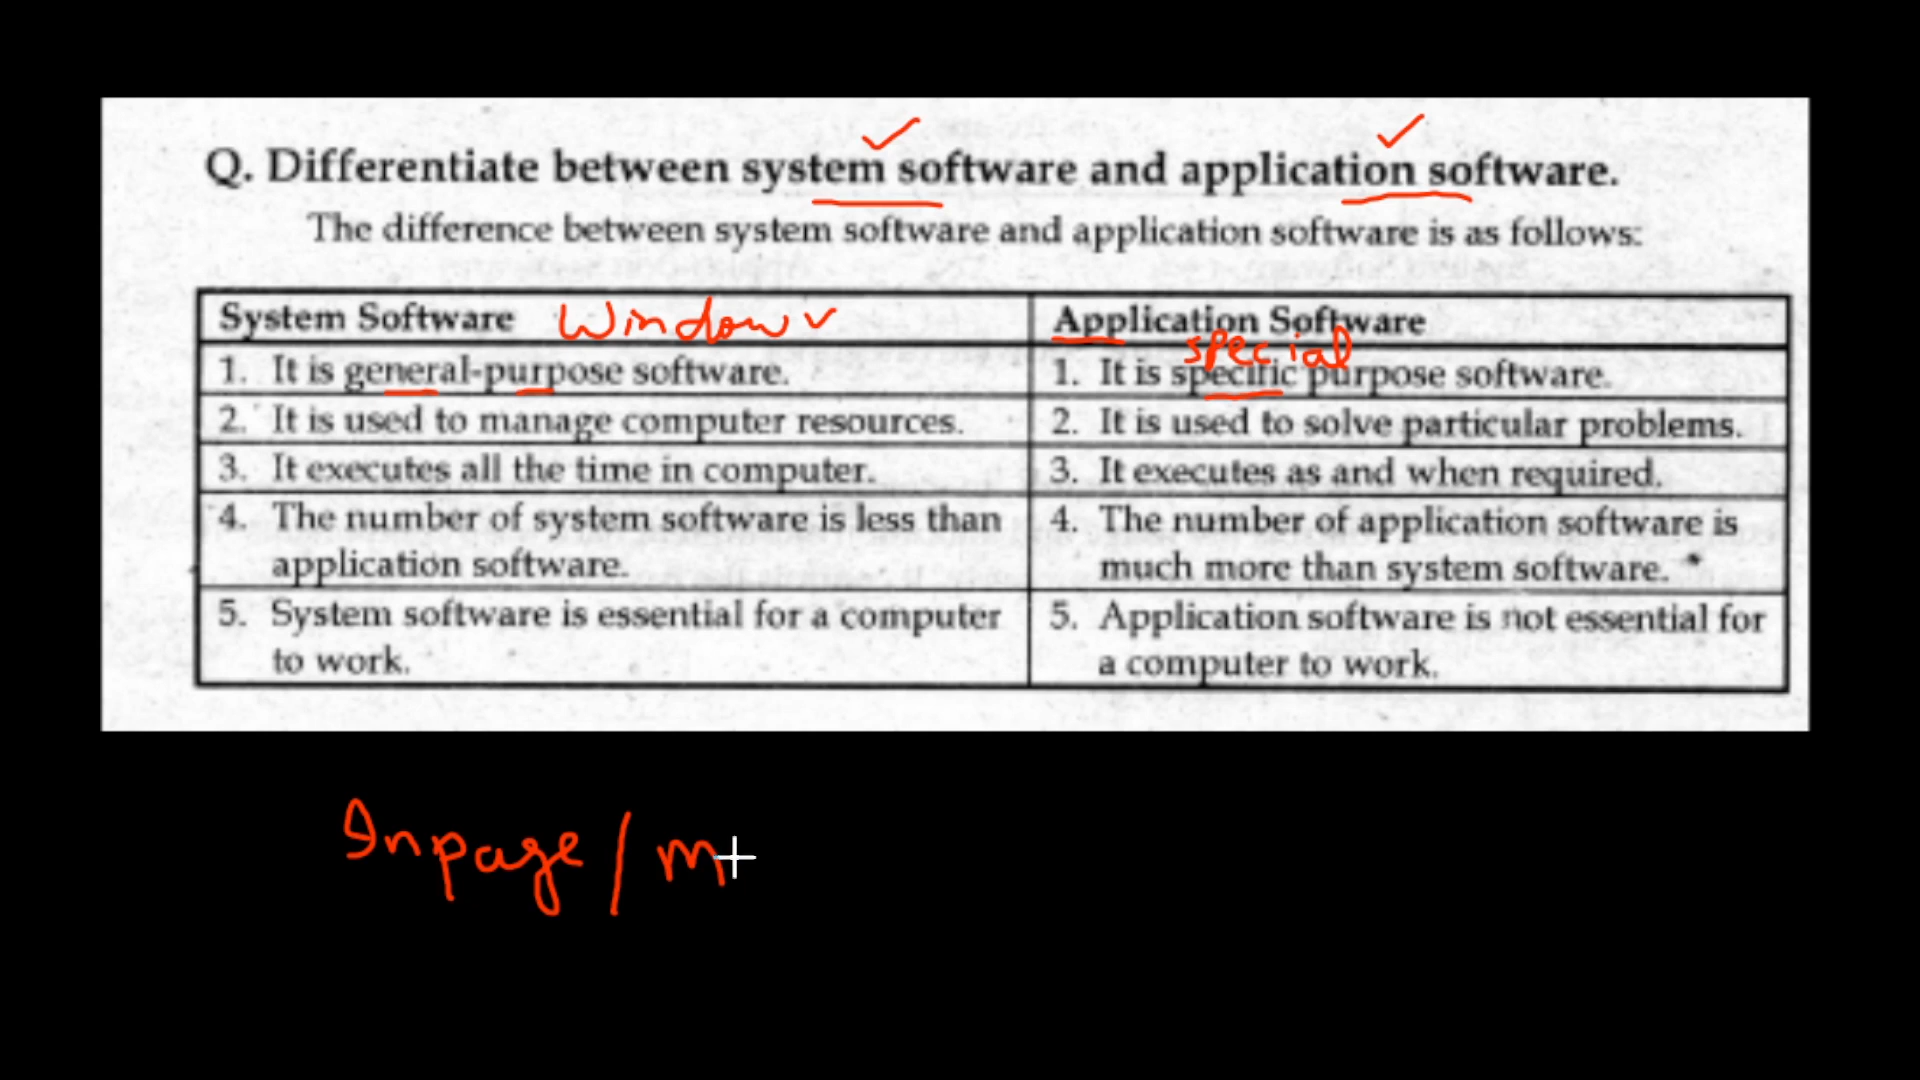 Q. Differentiate between system software and application software.
The difference between system software and application software is as follows:
System Software Window
Application Software
special
1. It is general-purpose software.
1. It is specific purpose software.
2. It is used to manage computer resources.
2. It is used to solve particular problems.
3. It executes all the time in computer.
3. It executes as and when required.
4. The number of system software is less than
application software.
4. The number of application software is
much more than system software.
5. System software is essential for a computer
to work.
5. Application software is not essential for
a computer to work.
Inpage / m